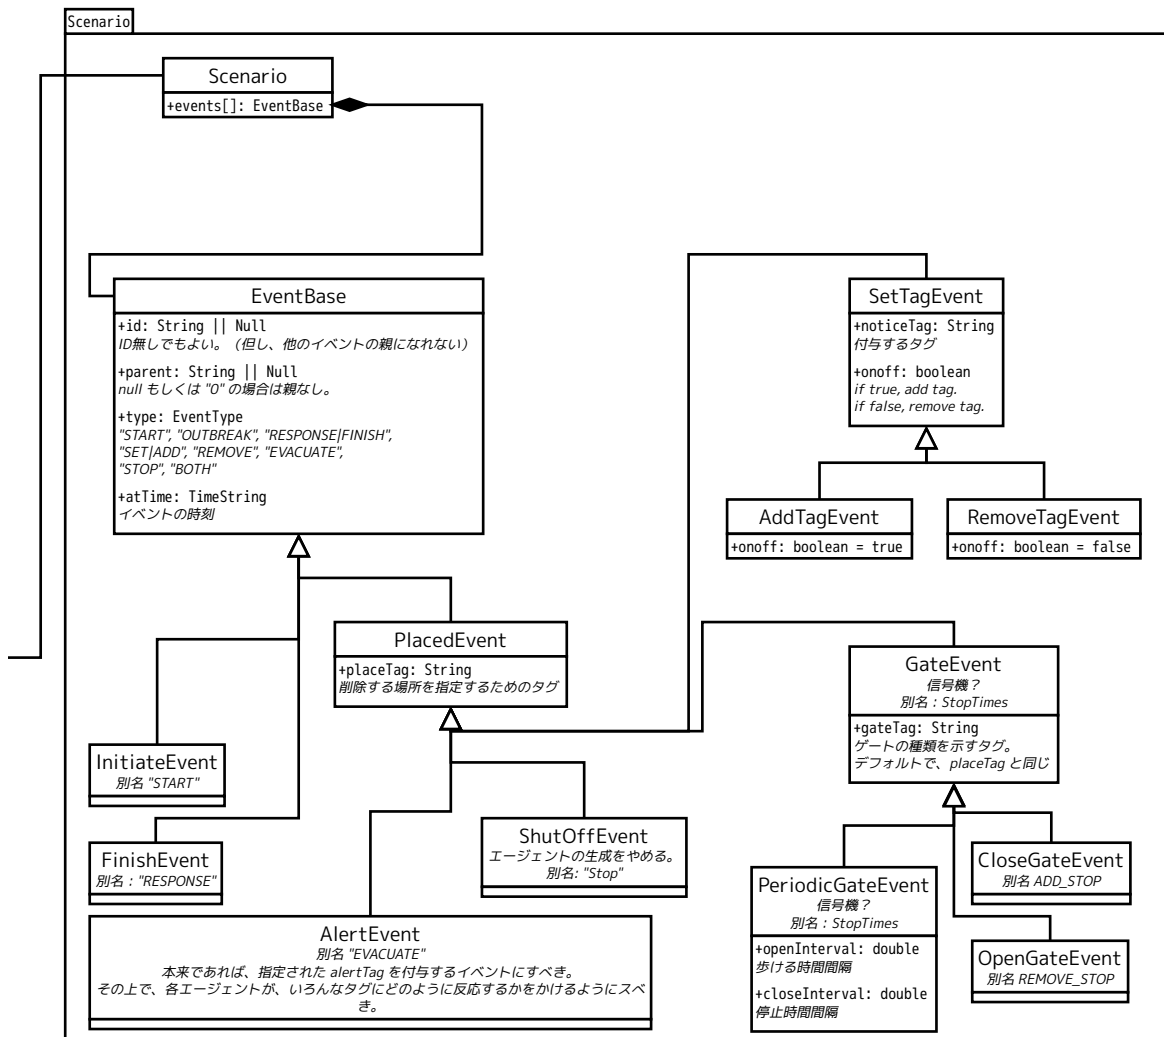 Scenario
Scenario
+events[]: EventBase
EventBase
+id: String || Null
ID無しでもよい。（但し、他のイベントの親になれない）
+parent: String || Null
null もしくは "0" の場合は親なし。
+type: EventType
"START", "OUTBREAK", "RESPONSE|FINISH",
"SET|ADD", "REMOVE", "EVACUATE",
"STOP", "BOTH"
+atTime: TimeString
イベントの時刻
SetTagEvent
+noticeTag: String
付与するタグ
+onoff: boolean
if true, add tag.
if false, remove tag.
AddTagEvent
+onoff: boolean = true
RemoveTagEvent
+onoff: boolean = false
PlacedEvent
+placeTag: String
削除する場所を指定するためのタグ
GateEvent
信号機？
別名：StopTimes
+gateTag: String
ゲートの種類を示すタグ。
デフォルトで、placeTag と同じ
InitiateEvent
別名 "START"
FinishEvent
別名："RESPONSE"
ShutOffEvent
エージェントの生成をやめる。
別名: "Stop"
AlertEvent
別名 "EVACUATE"
本来であれば、指定された alertTag を付与するイベントにすべき。
その上で、各エージェントが、いろんなタグにどのように反応するかをかけるようにスべ
き。
PeriodicGateEvent
信号機？
別名：StopTimes
+openInterval: double
歩ける時間間隔
+closeInterval: double
停止時間間隔
CloseGateEvent
別名 ADD_STOP
OpenGateEvent
別名 REMOVE_STOP